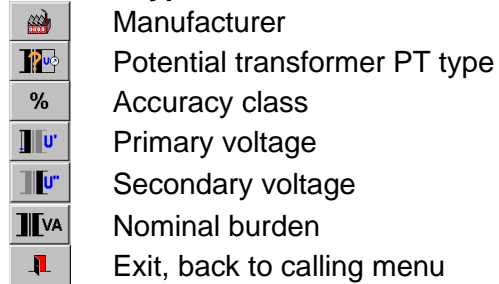 Manufacturer
U Potential transformer PT type
% Accuracy class
U' Primary voltage
U" Secondary voltage
VA Nominal burden
Exit, back to calling menu